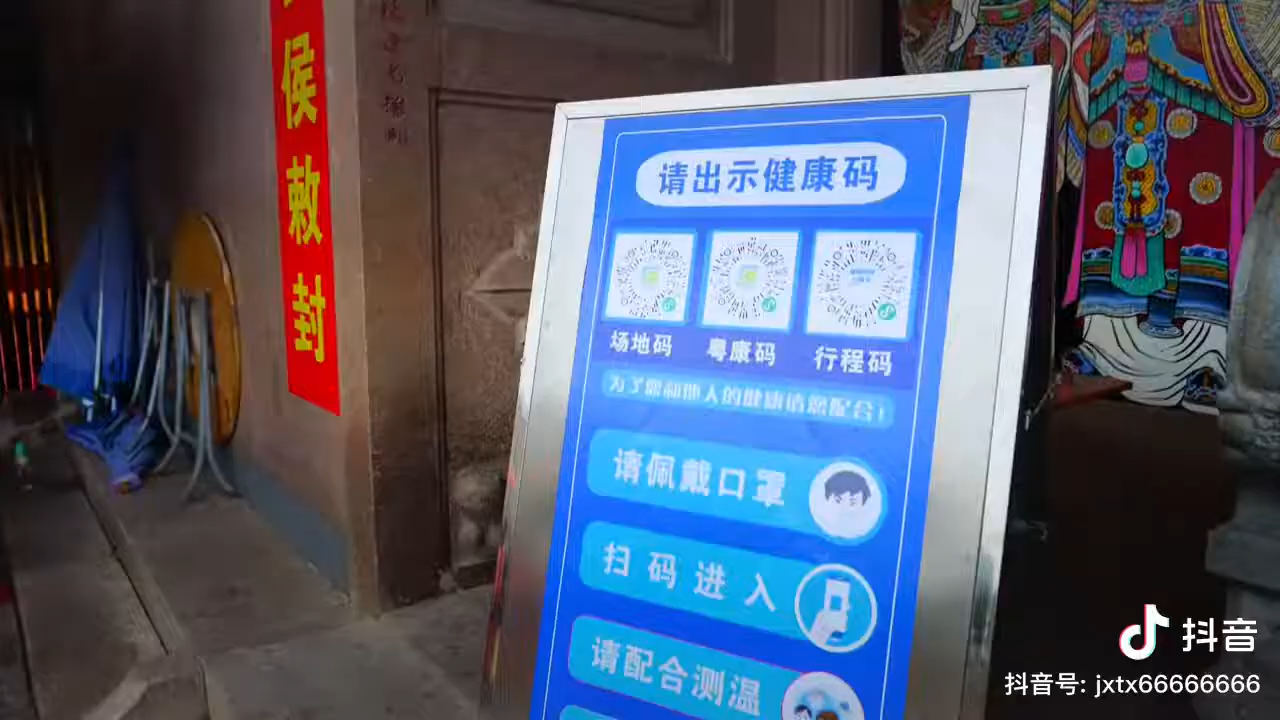 侯敕封
请出示健康码
场地码
粤康码
行程码
为了您和他人的健康请您配合！
请佩戴口罩
扫码进入
请配合测温
抖音
抖音号: jxtx66666666